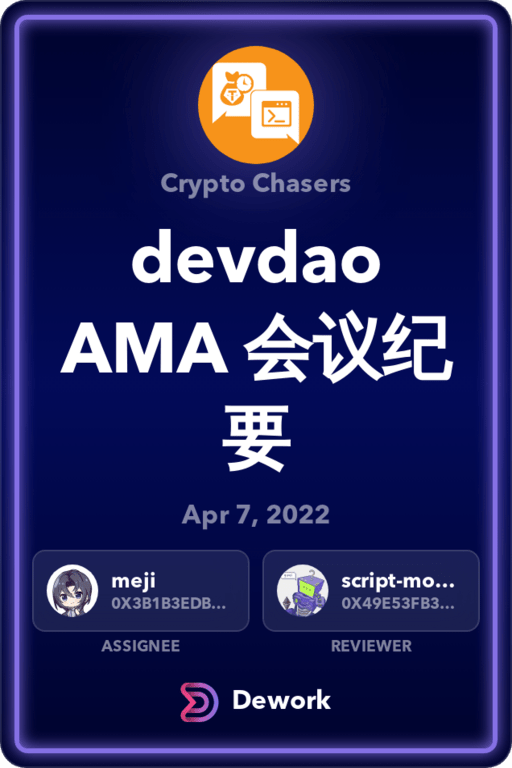 Crypto Chasers
devdao
AMA 会议纪
要
Apr 7, 2022
meji
0X3B1B3EDB...
ASSIGNEE
script-mo...
0X49E53FB3...
REVIEWER
Dework